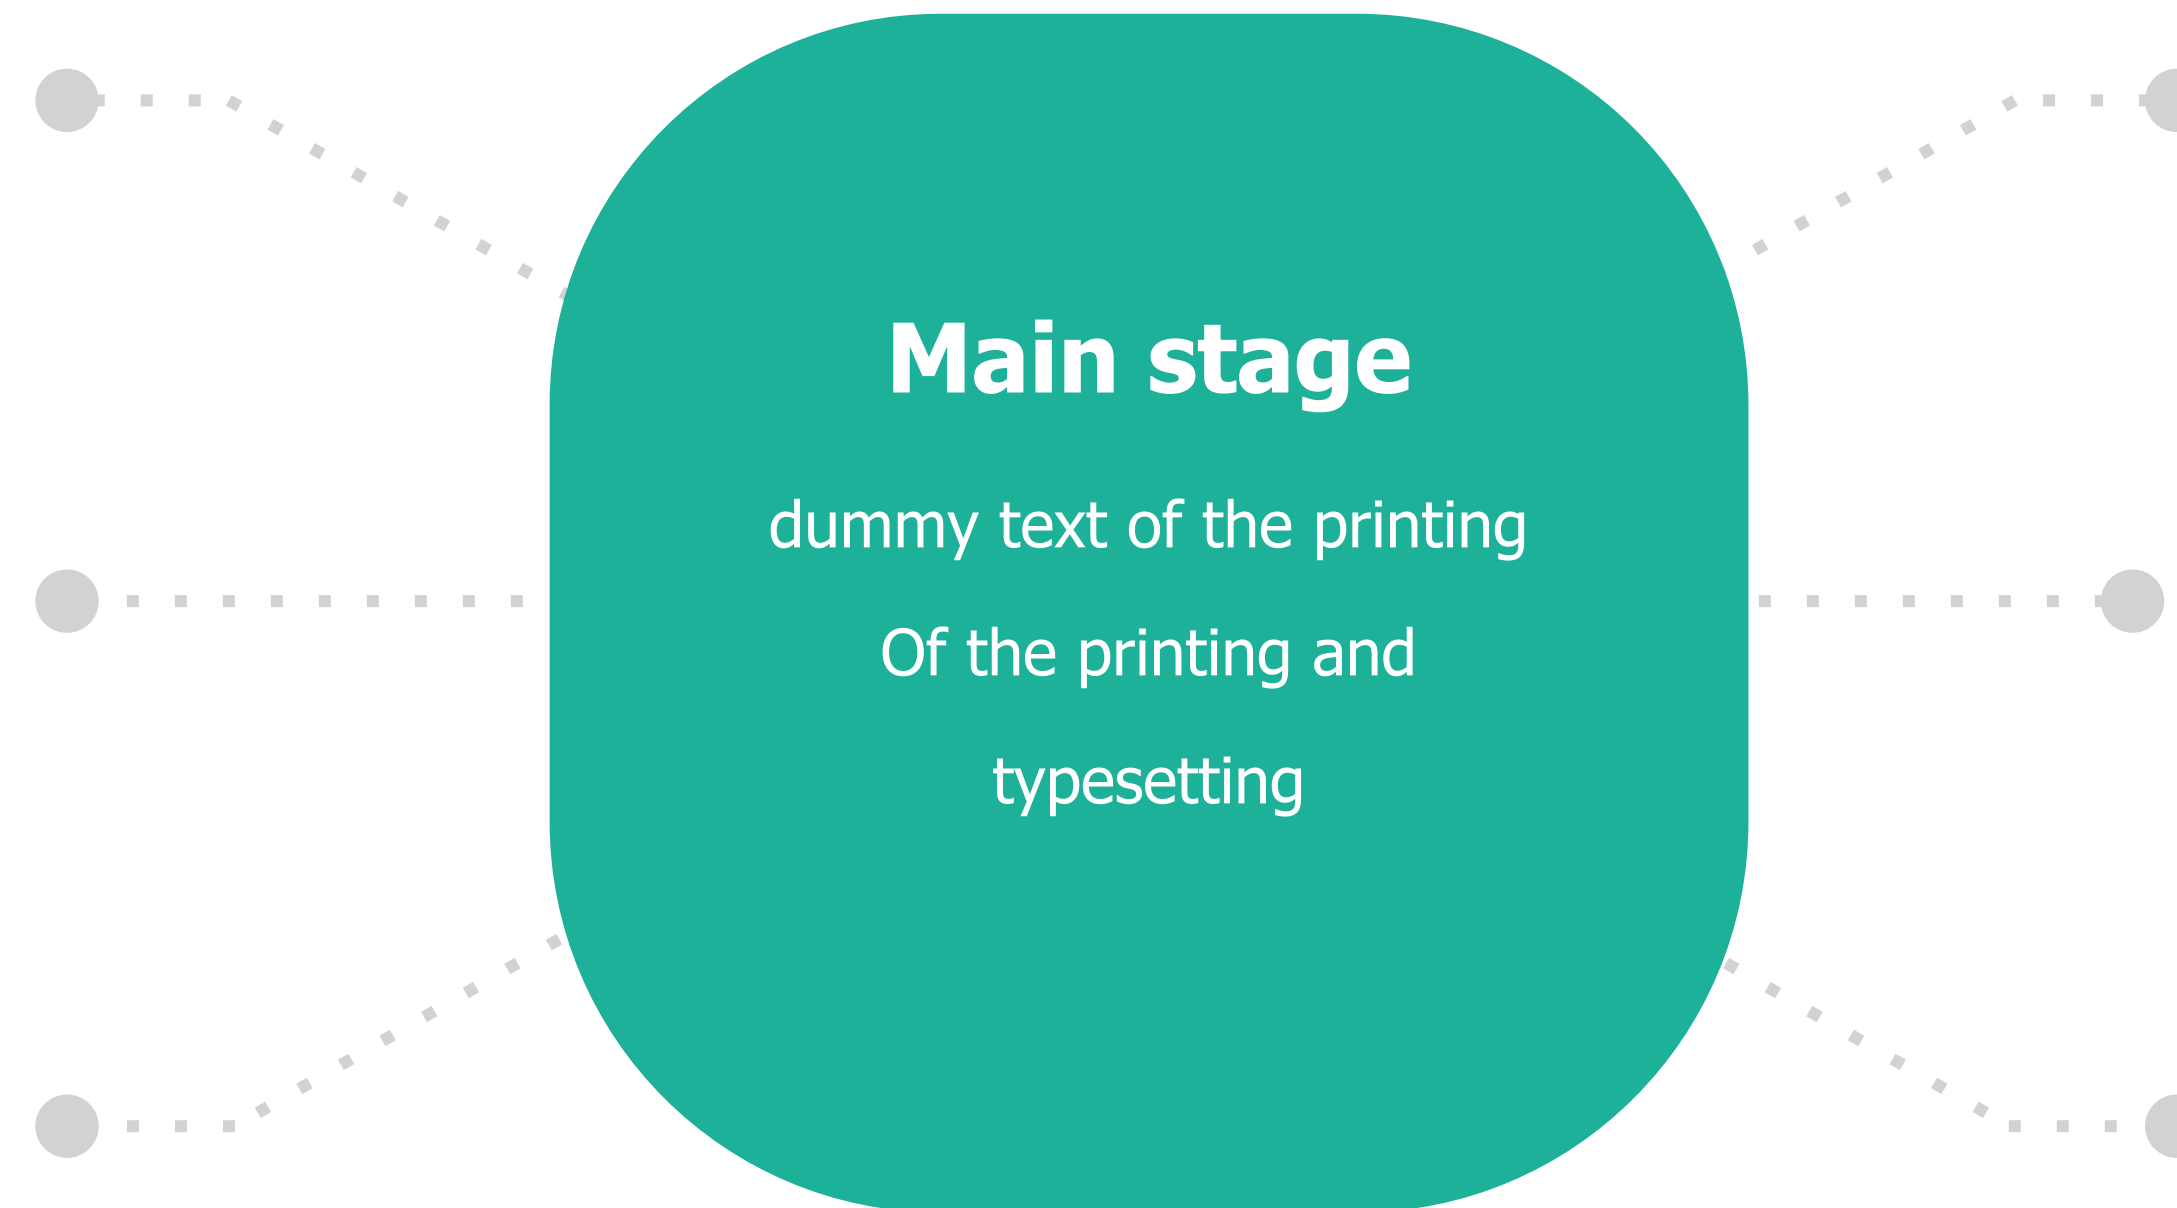 Main stage
dummy text of the printing
Of the printing and
typesetting